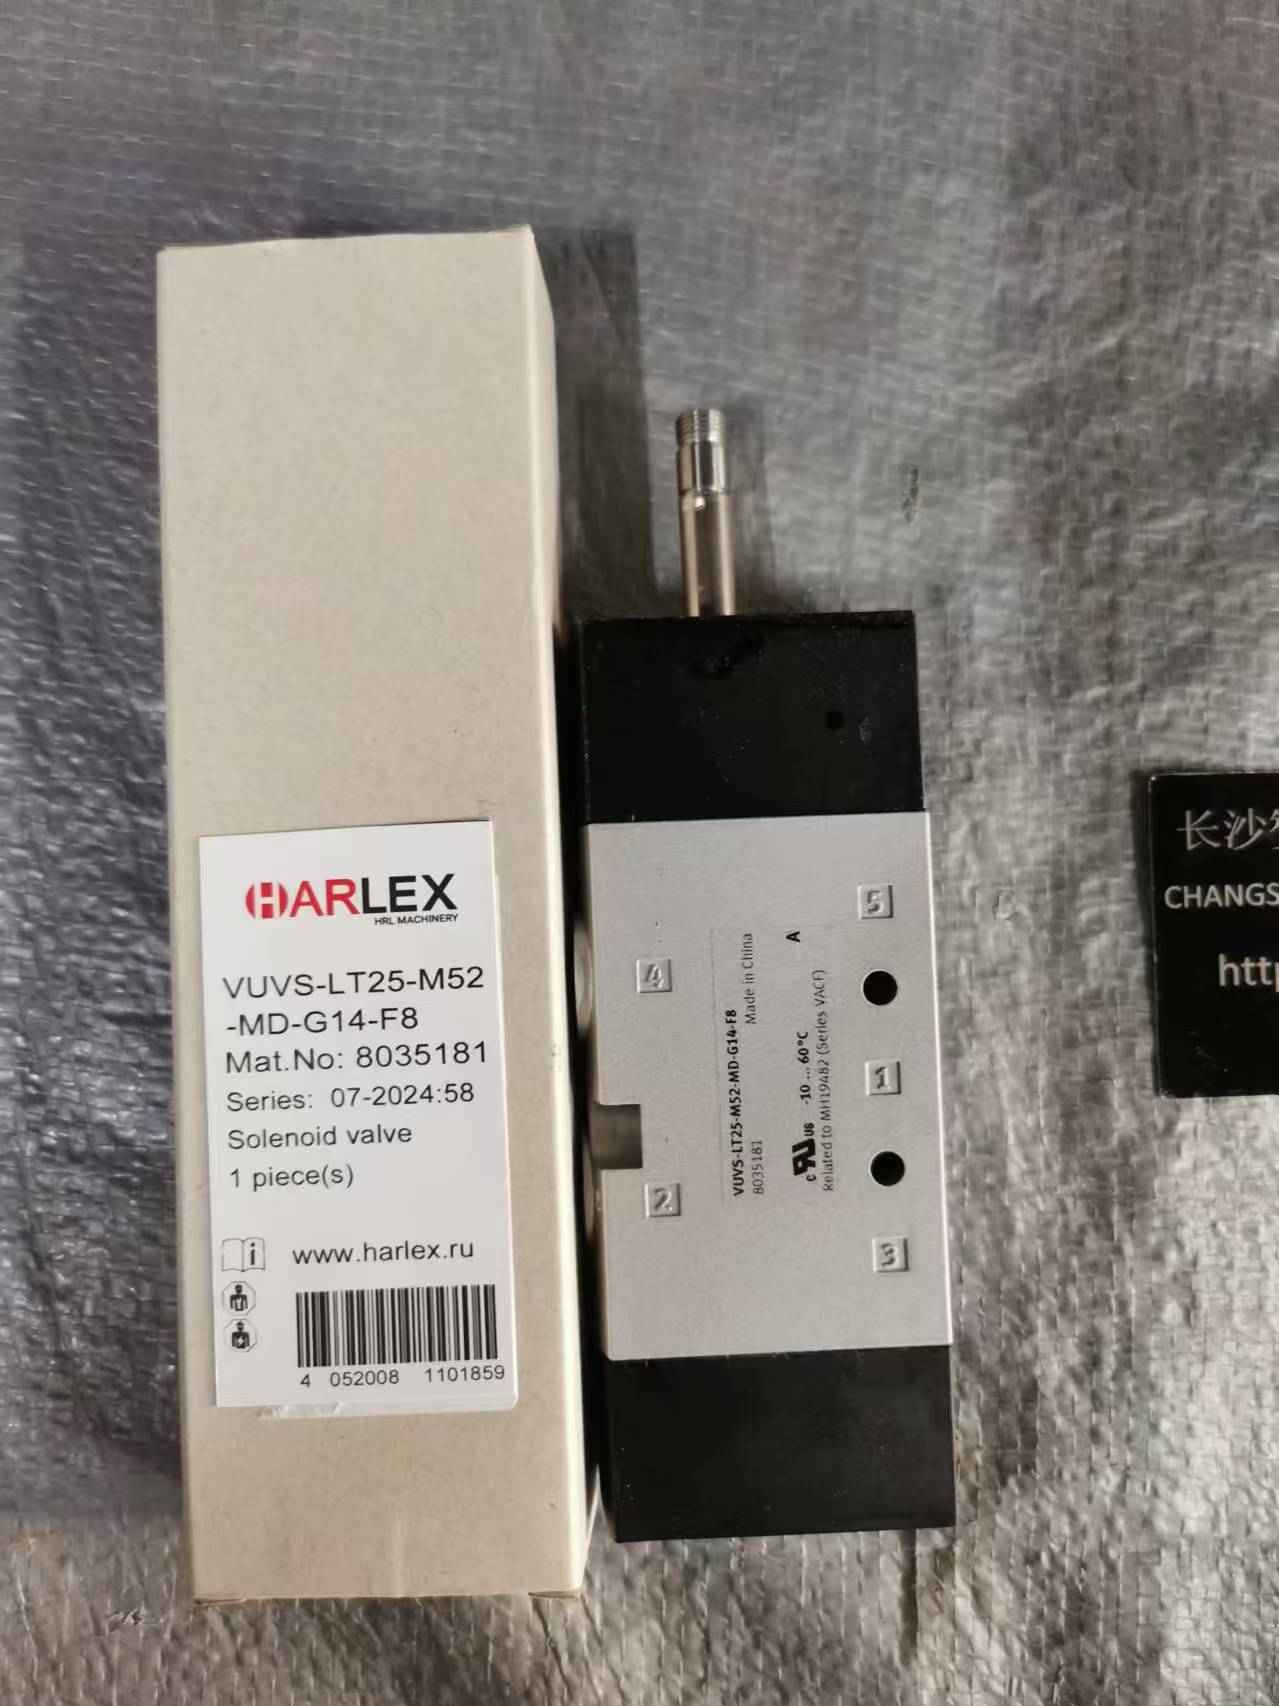 HARLEX
HRL MACHINERY
VUVS-LT25-M52
-MD-G14-F8
Mat.No: 8035181
Series: 07-2024:58
Solenoid valve
1 piece(s)
i
www.harlex.ru
4 052008 1101859
5
4
1
2
3
VUVS-LT25-M52-MD-G14-F8
8035181 Made in China
c RU us -10 ... 60°C A
Related to MH19482 (Series VACF)
长沙
CHANGS
http